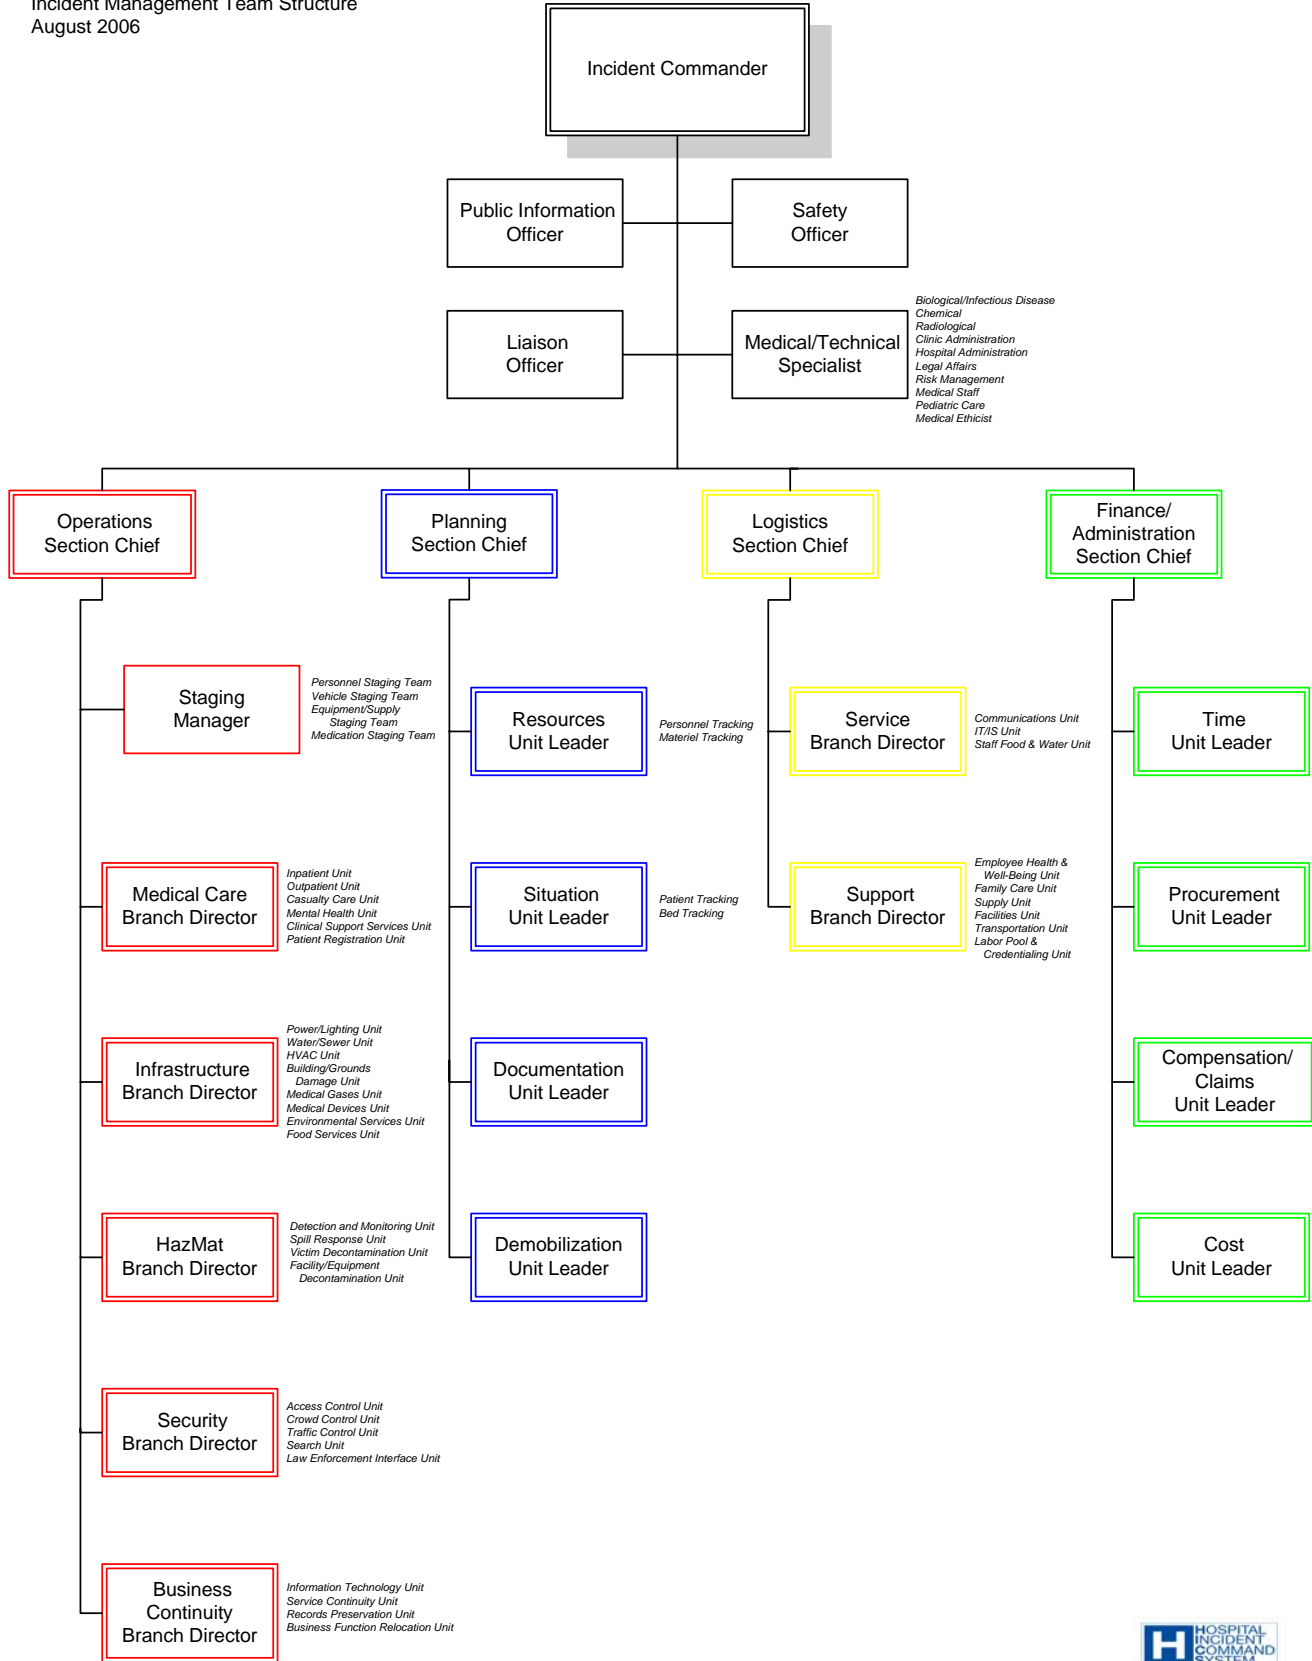 Incident Management Team Structure
August 2006
Incident Commander
Public Information
Officer
Safety
Officer
Liaison
Officer
Medical/Technical
Specialist
Biological/Infectious Disease
Chemical
Radiological
Clinic Administration
Hospital Administration
Legal Affairs
Risk Management
Medical Staff
Pediatric Care
Medical Ethicist
Operations
Section Chief
Planning
Section Chief
Logistics
Section Chief
Finance/
Administration
Section Chief
Staging
Manager
Personnel Staging Team
Vehicle Staging Team
Equipment/Supply
Staging Team
Medication Staging Team
Resources
Unit Leader
Personnel Tracking
Materiel Tracking
Service
Branch Director
Communications Unit
IT/IS Unit
Staff Food & Water Unit
Time
Unit Leader
Medical Care
Branch Director
Inpatient Unit
Outpatient Unit
Casualty Care Unit
Mental Health Unit
Clinical Support Services Unit
Patient Registration Unit
Situation
Unit Leader
Patient Tracking
Bed Tracking
Support
Branch Director
Employee Health &
Well-Being Unit
Family Care Unit
Supply Unit
Facilities Unit
Transportation Unit
Labor Pool &
Credentialing Unit
Procurement
Unit Leader
Infrastructure
Branch Director
Power/Lighting Unit
Water/Sewer Unit
HVAC Unit
Building/Grounds
Damage Unit
Medical Gases Unit
Medical Devices Unit
Environmental Services Unit
Food Services Unit
Documentation
Unit Leader
Compensation/
Claims
Unit Leader
HazMat
Branch Director
Detection and Monitoring Unit
Spill Response Unit
Victim Decontamination Unit
Facility/Equipment
Decontamination Unit
Demobilization
Unit Leader
Cost
Unit Leader
Security
Branch Director
Access Control Unit
Crowd Control Unit
Traffic Control Unit
Search Unit
Law Enforcement Interface Unit
Business
Continuity
Branch Director
Information Technology Unit
Service Continuity Unit
Records Preservation Unit
Business Function Relocation Unit
H
HOSPITAL
INCIDENT
COMMAND
SYSTEM